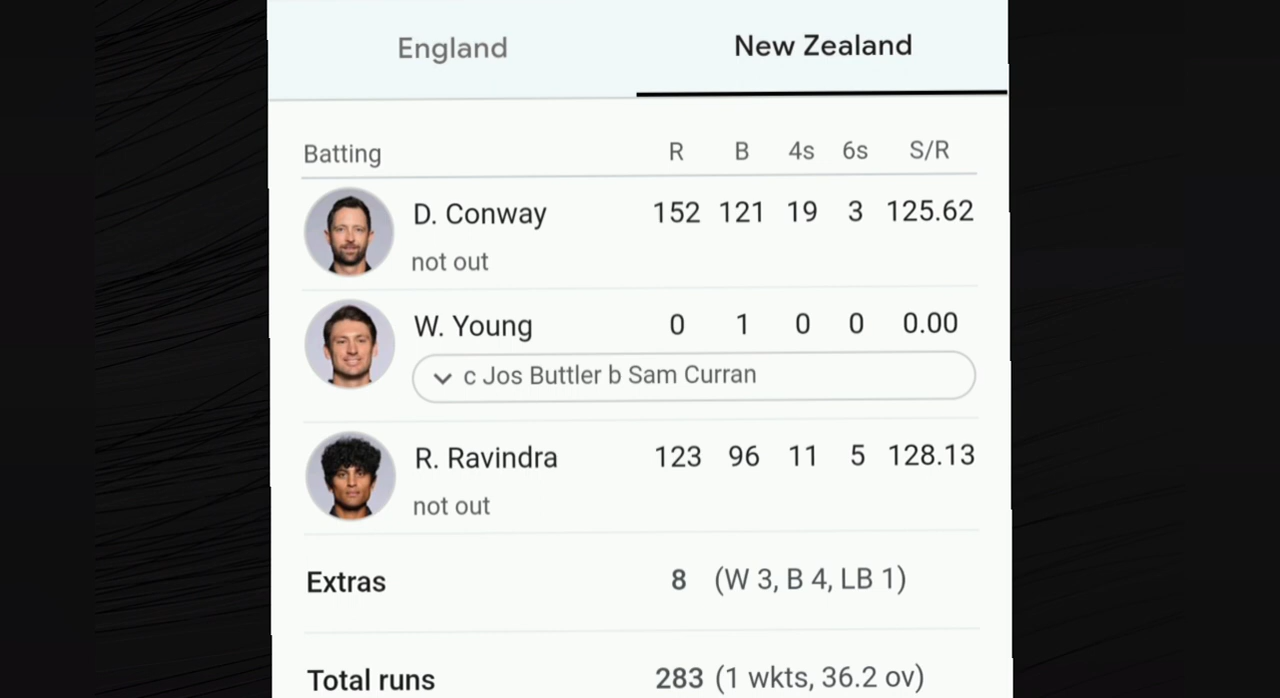 England New Zealand
Batting R B 4s 6s S/R
D. Conway 152 121 19 3 125.62
not out
W. Young 0 1 0 0 0.00
c Jos Buttler b Sam Curran
R. Ravindra 123 96 11 5 128.13
not out
Extras 8 (W 3, B 4, LB 1)
Total runs 283 (1 wkts, 36.2 ov)